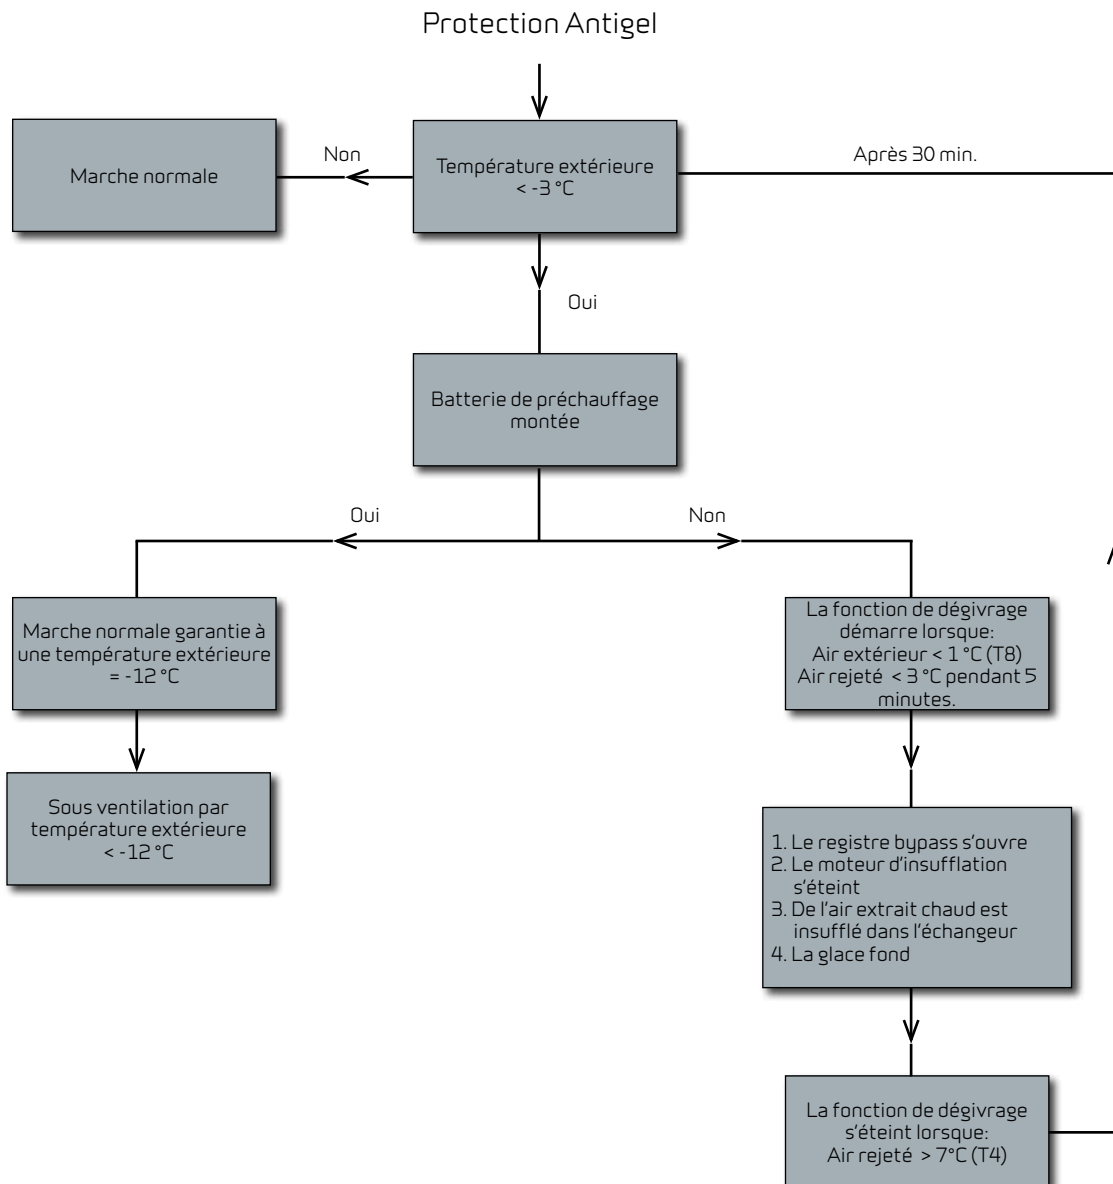 Protection Antigel
Température extérieure
< -3 °C
Non
Marche normale
Après 30 min.
Oui
Batterie de préchauffage
montée
Oui
Non
Marche normale garantie à
une température extérieure
= -12 °C
Sous ventilation par
température extérieure
< -12 °C
La fonction de dégivrage
démarre lorsque:
Air extérieur < 1 °C (T8)
Air rejeté < 3 °C pendant 5
minutes.
1. Le registre bypass s'ouvre
2. Le moteur d'insufflation
s'éteint
3. De l'air extrait chaud est
insufflé dans l'échangeur
4. La glace fond
La fonction de dégivrage
s'éteint lorsque:
Air rejeté > 7°C (T4)